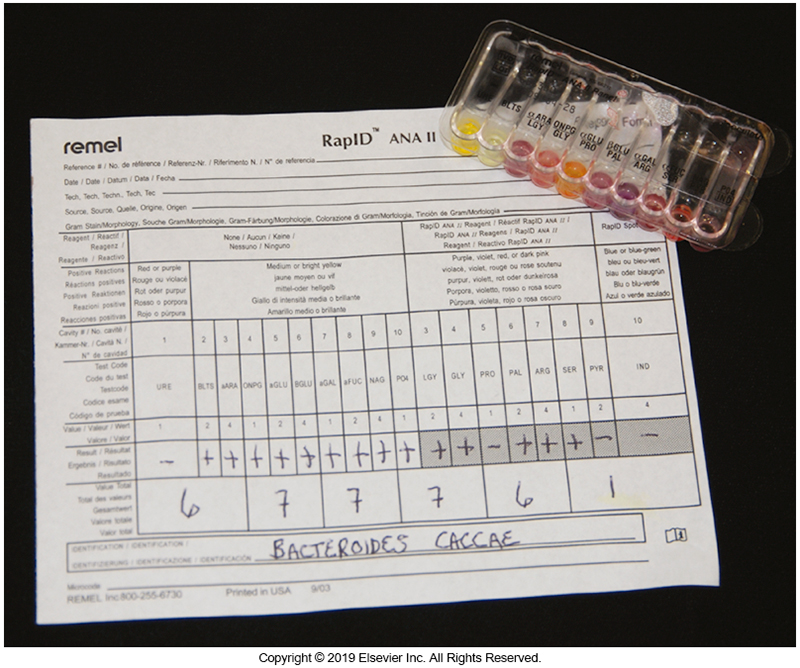 remel
RapID™ ANA II
Reference # / No. de référence / Referenz-Nr. / Riferimento N. / N° de referencia
Date / Date / Datum / Data / Fecha
Tech, Tech, Techn., Tech, Tec
Source, Source, Quelle, Origine, Origen
Gram Stain/Morphology, Souche Gram/Morphologie, Gram-Färbung/Morphologie, Colorazione di Gram/Morfologia, Tinción de Gram/Morfología
Reagent / Réactif /
Reagenz /
Reagente / Reactivo
None / Aucun / Keine /
Nessuno / Ninguno
RapID ANA II Reagent / Réactif RapID ANA II /
RapID ANA II Reagens / Reagente RapID ANA II /
Reagent / Reactivo RapID ANA II
RapID Spot
Positive Reactions
Réactions positives
Positive Reaktionen
Reazioni positive
Reacciones positivas
Red or purple
Rouge ou violacé
Rot oder purpur
Rosso o porpora
Rojo o púrpura
Medium or bright yellow
jaune moyen ou vif
mittel-oder hellgelb
Giallo di intensità media o brillante
Amarillo medio o brillante
Purple, violet, red, or dark pink
violacé, violet, rouge ou rose soutenu
purpur, violett, rot oder dunkelrosa
Porpora, violetto, rosso o rosa scuro
Púrpura, violeta, rojo o rosa oscuro
Blue or blue-green
bleu ou bleu-vert
blau oder blaugrün
Blu o blu-verde
Azul o verde azulado
Cavity # / No. cavité /
Kammer-Nr. / Cavità N. /
N° de cavidad
1 2 3 4 5 6 7 8 9 10 3 4 5 6 7 8 9 10
Test Code
Code du test
Testcode
Codice esame
Código de prueba
URE BLTS αARA ONPG αGLU βGLU αGAL αFUC NAG PO4 LGY GLY PRO PAL ARG SER PYR IND
Value / Valeur / Wert
Valore / Valor
1 2 4 1 2 4 1 2 4 1 2 4 1 2 4 1 2 4
Result / Résultat
Ergebnis / Risultato
Resultado
− + + + + + + + + + + + − + + + − −
Value Total
Total des valeurs
Gesamtwert
Valore totale
Valor total
6 7 7 7 6 1
IDENTIFICATION / IDENTIFICATION /
IDENTIFIZIERUNG / IDENTIFICAZIONE / IDENTIFICACIÓN
BACTEROIDES CACCAE
REMEL Inc 800-255-6730
Printed in USA 9/03
BLTS
αARA
LGY
ONPG
GLY
αGLU
PRO
βGLU
PAL
αGAL
ARG
Copyright © 2019 Elsevier Inc. All Rights Reserved.